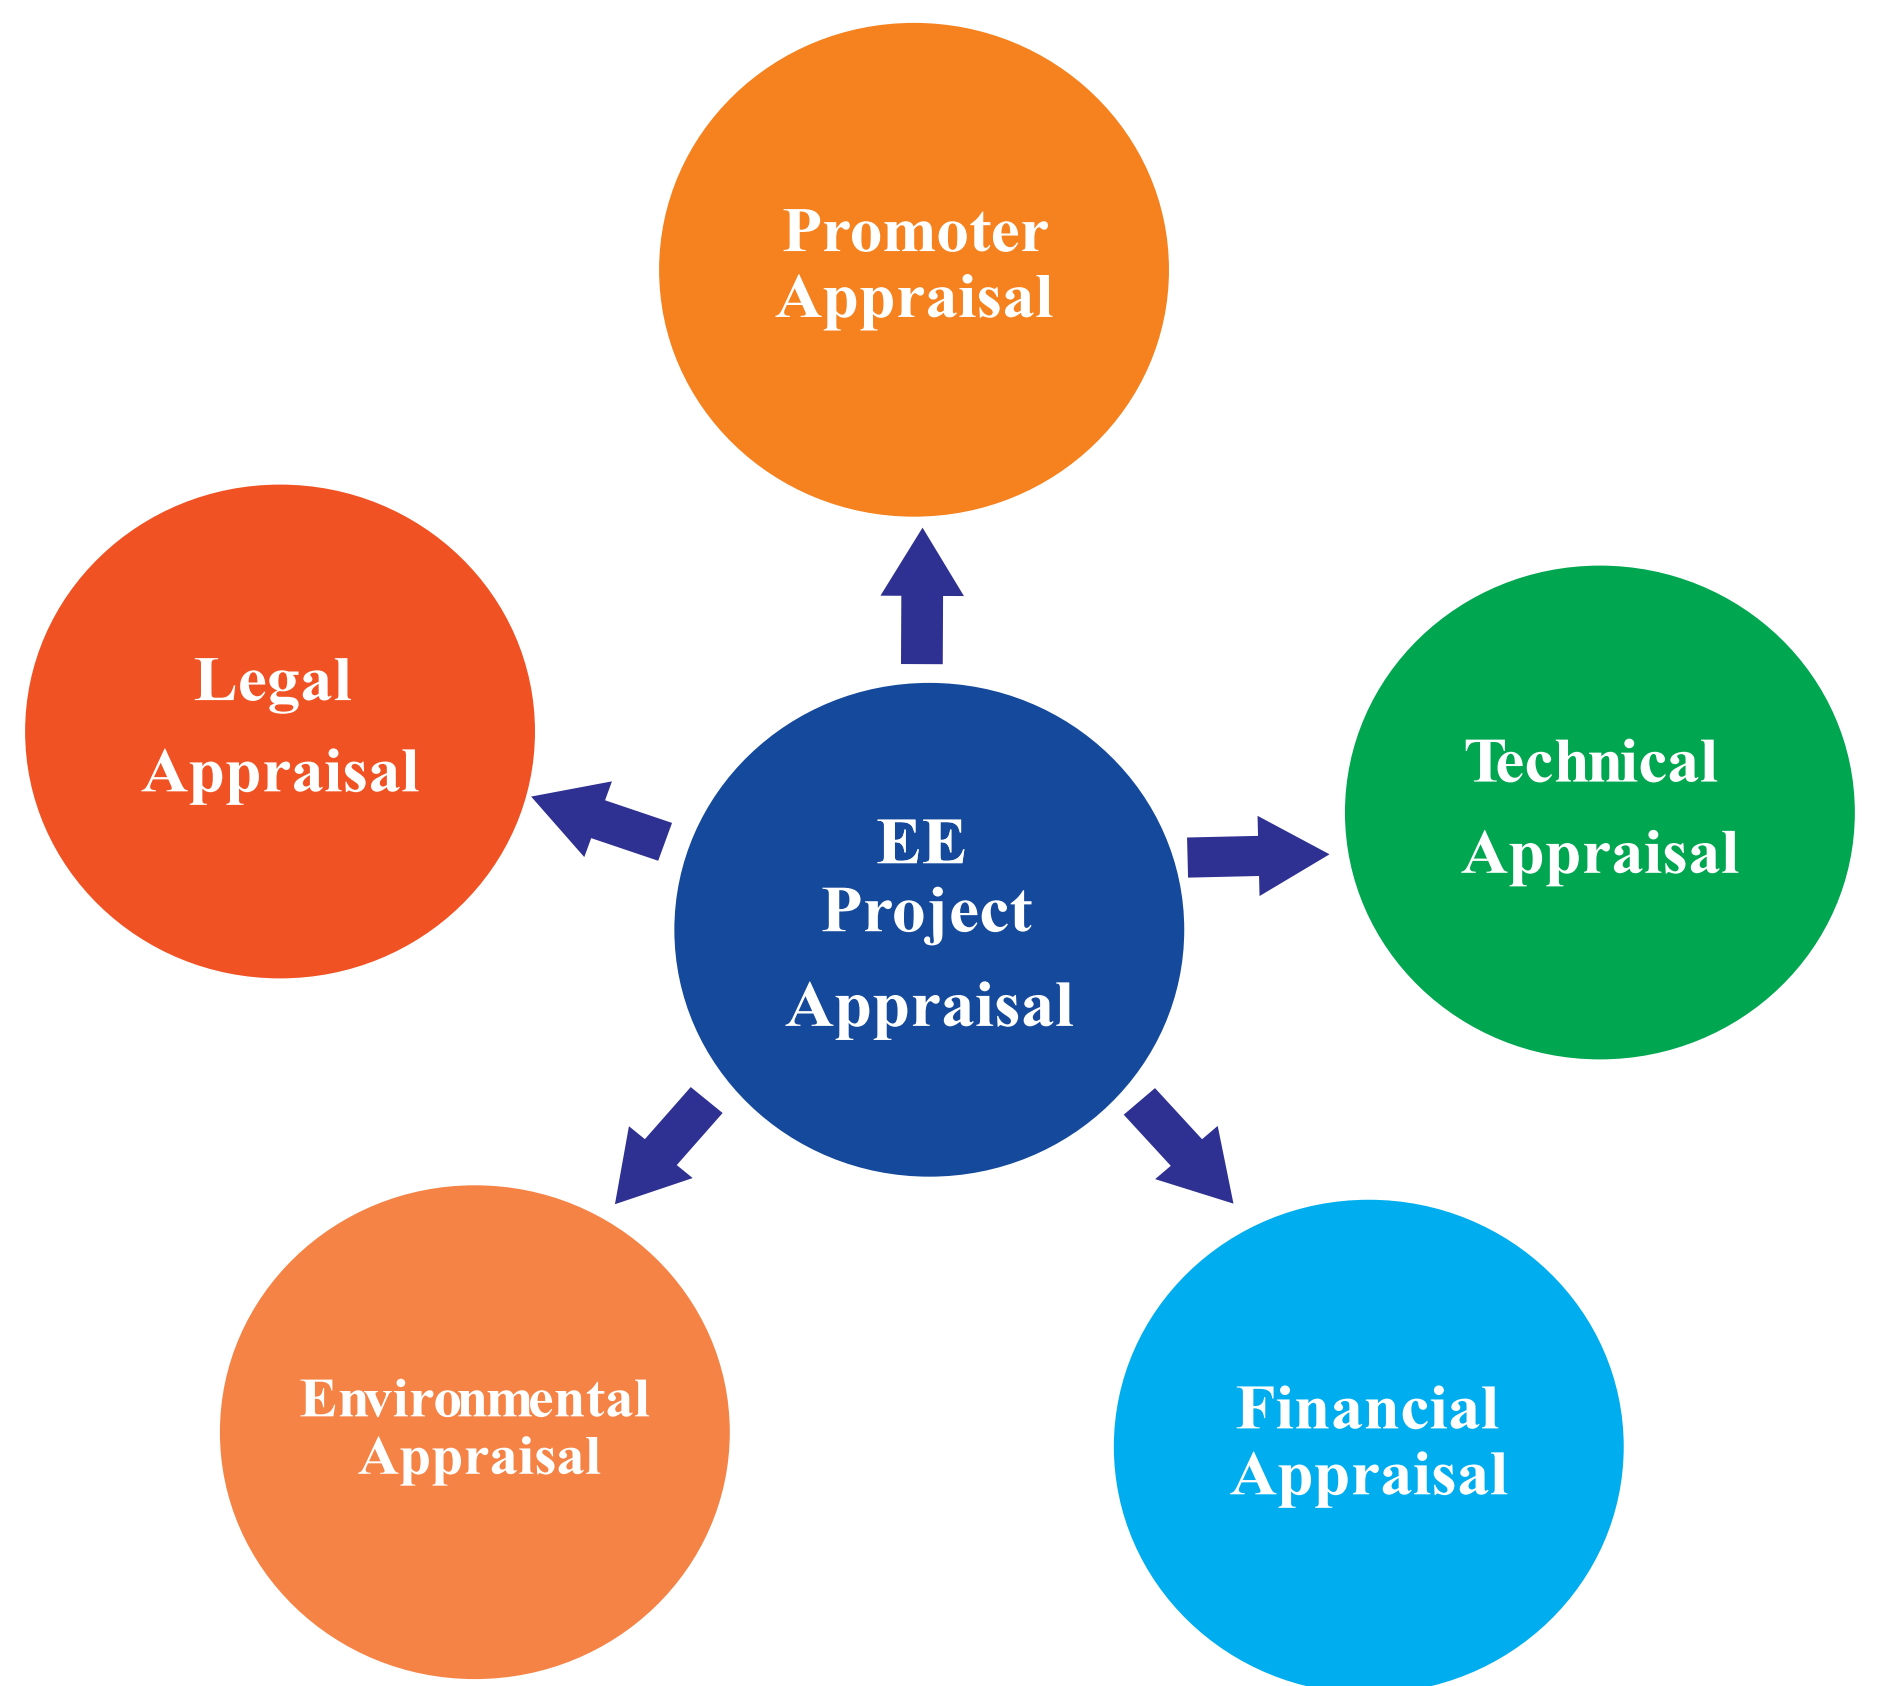 Promoter
Appraisal
Legal
Appraisal
Technical
Appraisal
EE
Project
Appraisal
Environmental
Appraisal
Financial
Appraisal